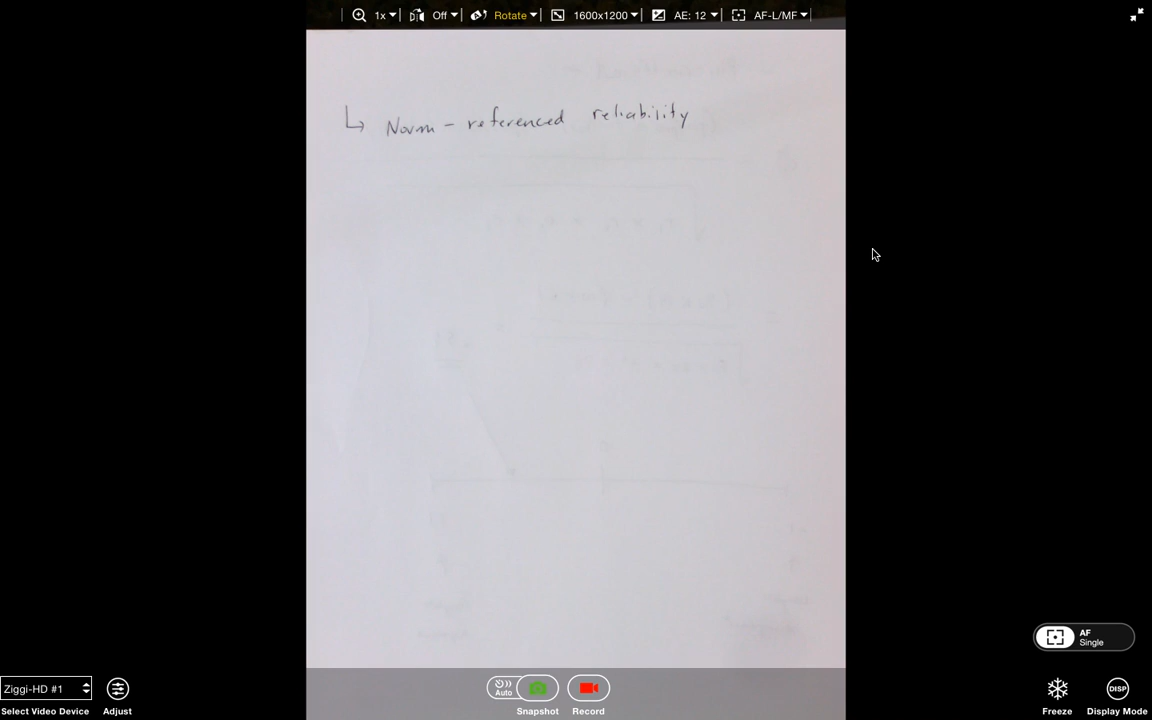 1x Off Rotate 1600x1200 AE: 12 AF-L/MF
↳ Norm - referenced reliability
AF
Single
Ziggi-HD #1
Auto
Select Video Device Adjust Snapshot Record Freeze Display Mode
DISP